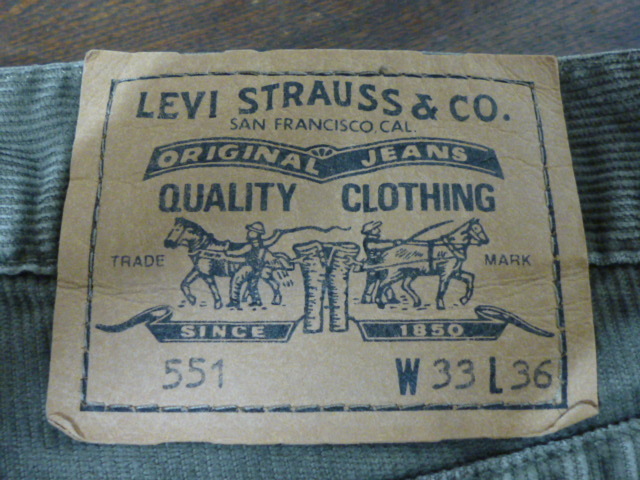 LEVI STRAUSS & CO.
SAN FRANCISCO, CAL.
ORIGINAL JEANS
QUALITY CLOTHING
TRADE MARK
SINCE 1850
551 W 33 L 36